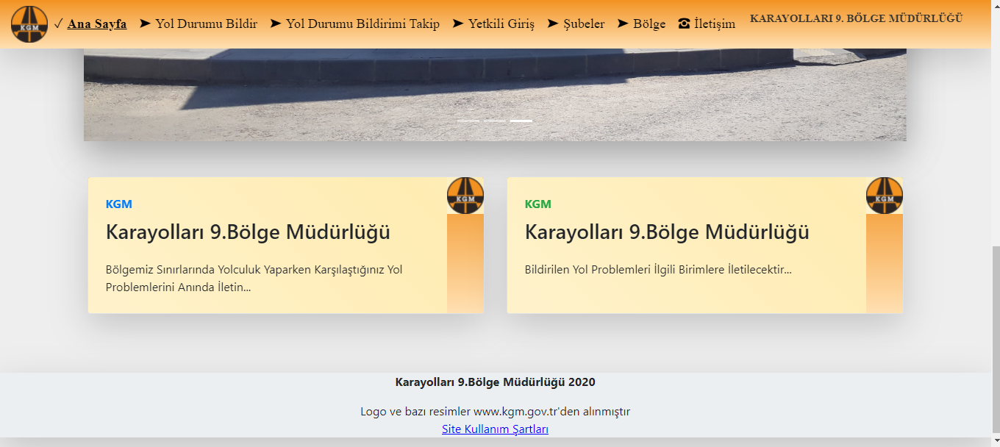 KGM ✓ Ana Sayfa ➤ Yol Durumu Bildir ➤ Yol Durumu Bildirimi Takip ➤ Yetkili Giriş ➤ Şubeler ➤ Bölge ☎ İletişim KARAYOLLARI 9. BÖLGE MÜDÜRLÜĞÜ
KGM
KGM
Karayolları 9.Bölge Müdürlüğü
Bölgemiz Sınırlarında Yolculuk Yaparken Karşılaştığınız Yol
Problemlerini Anında İletin...
KGM
KGM
Karayolları 9.Bölge Müdürlüğü
Bildirilen Yol Problemleri İlgili Birimlere İletilecektir...
Karayolları 9.Bölge Müdürlüğü 2020
Logo ve bazı resimler www.kgm.gov.tr'den alınmıştır
Site Kullanım Şartları